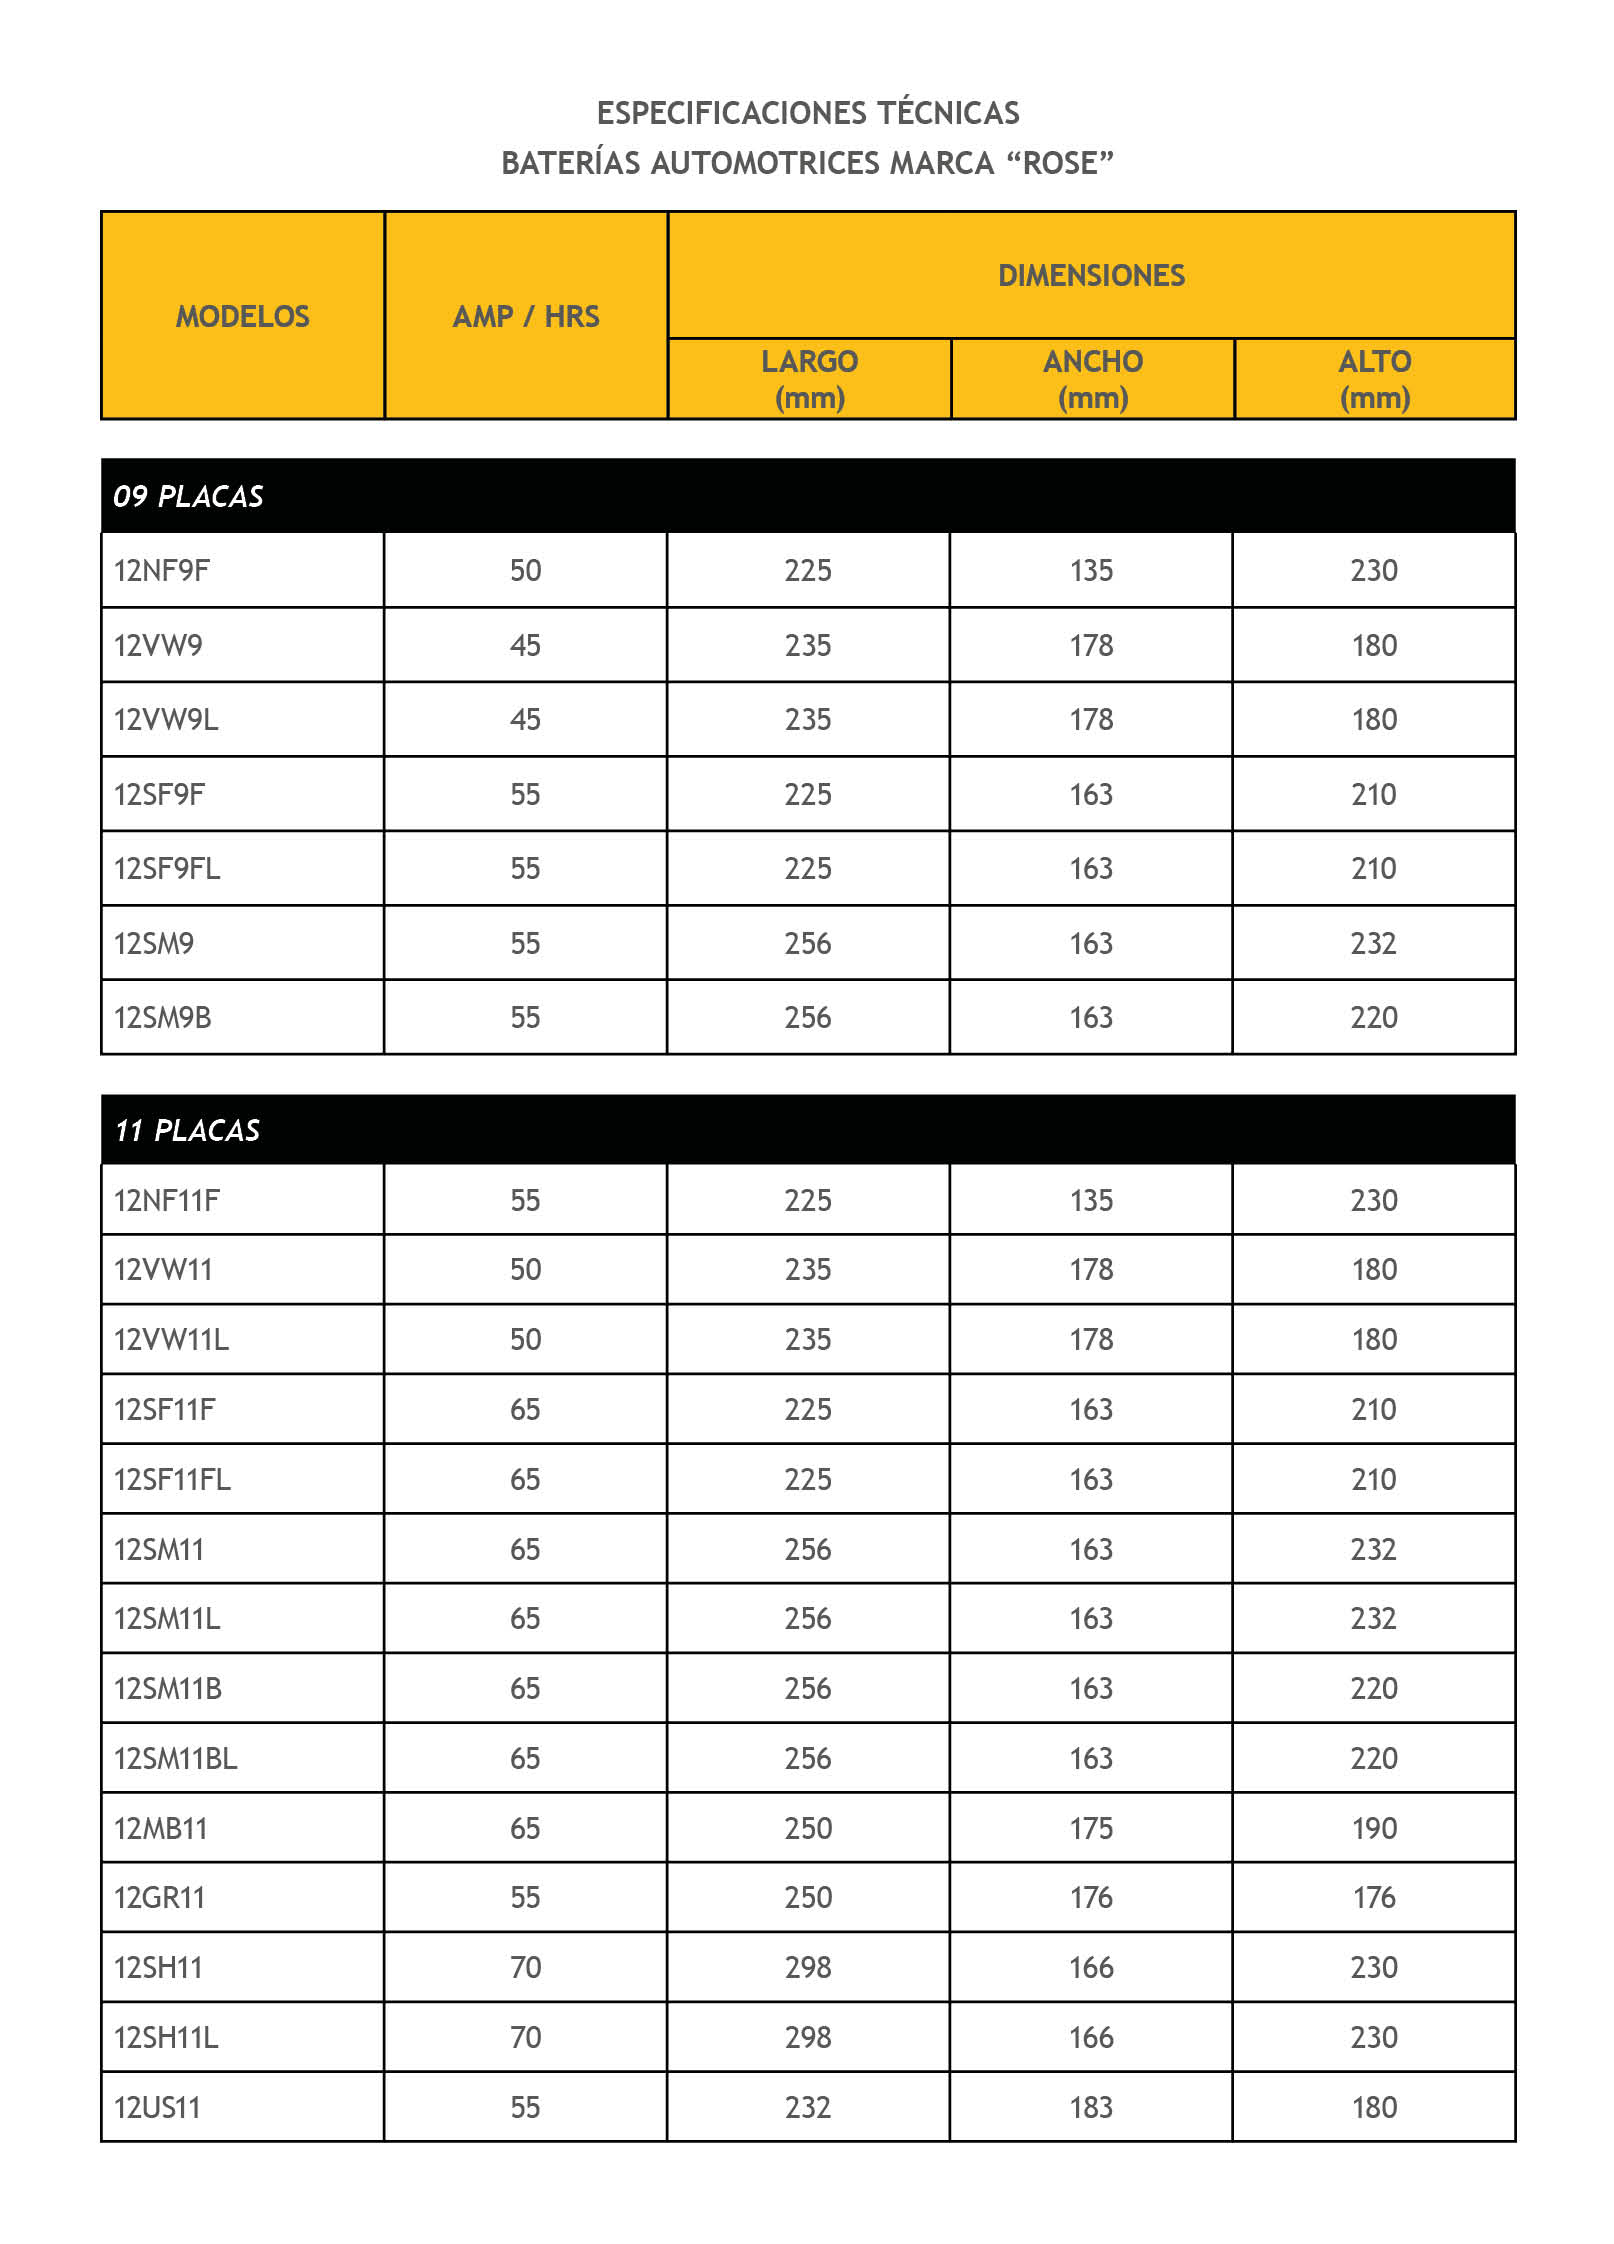 ESPECIFICACIONES TÉCNICAS
BATERÍAS AUTOMOTRICES MARCA “ROSE”
MODELOS AMP / HRS DIMENSIONES
LARGO (mm) ANCHO (mm) ALTO (mm)
09 PLACAS
12NF9F 50 225 135 230
12VW9 45 235 178 180
12VW9L 45 235 178 180
12SF9F 55 225 163 210
12SF9FL 55 225 163 210
12SM9 55 256 163 232
12SM9B 55 256 163 220
11 PLACAS
12NF11F 55 225 135 230
12VW11 50 235 178 180
12VW11L 50 235 178 180
12SF11F 65 225 163 210
12SF11FL 65 225 163 210
12SM11 65 256 163 232
12SM11L 65 256 163 232
12SM11B 65 256 163 220
12SM11BL 65 256 163 220
12MB11 65 250 175 190
12GR11 55 250 176 176
12SH11 70 298 166 230
12SH11L 70 298 166 230
12US11 55 232 183 180